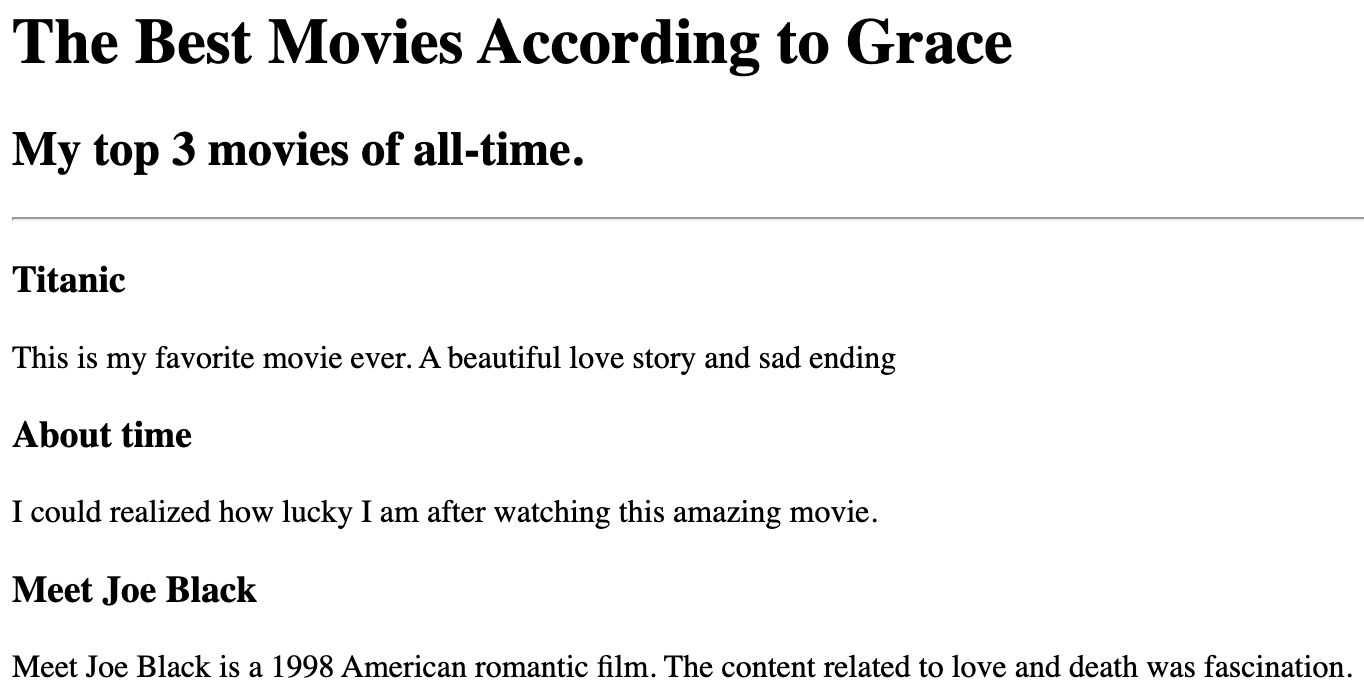 The Best Movies According to Grace
My top 3 movies of all-time.
Titanic
This is my favorite movie ever. A beautiful love story and sad ending
About time
I could realized how lucky I am after watching this amazing movie.
Meet Joe Black
Meet Joe Black is a 1998 American romantic film. The content related to love and death was fascination.